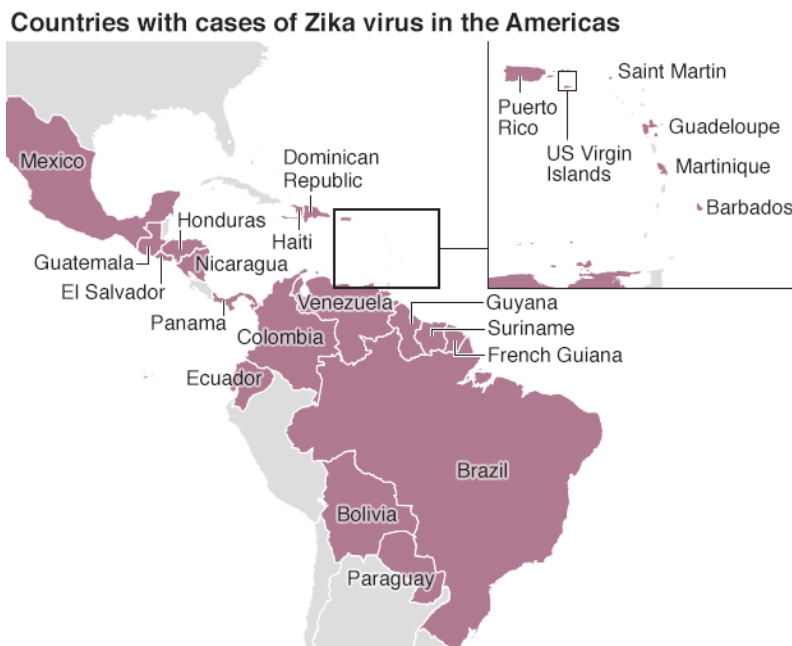 Countries with cases of Zika virus in the Americas
Saint Martin
Puerto
Rico
Guadeloupe
US Virgin
Islands
Martinique
Barbados
Mexico
Dominican
Republic
Honduras
Haiti
Guatemala
Nicaragua
El Salvador
Panama
Venezuela
Guyana
Colombia
Suriname
French Guiana
Ecuador
Brazil
Bolivia
Paraguay